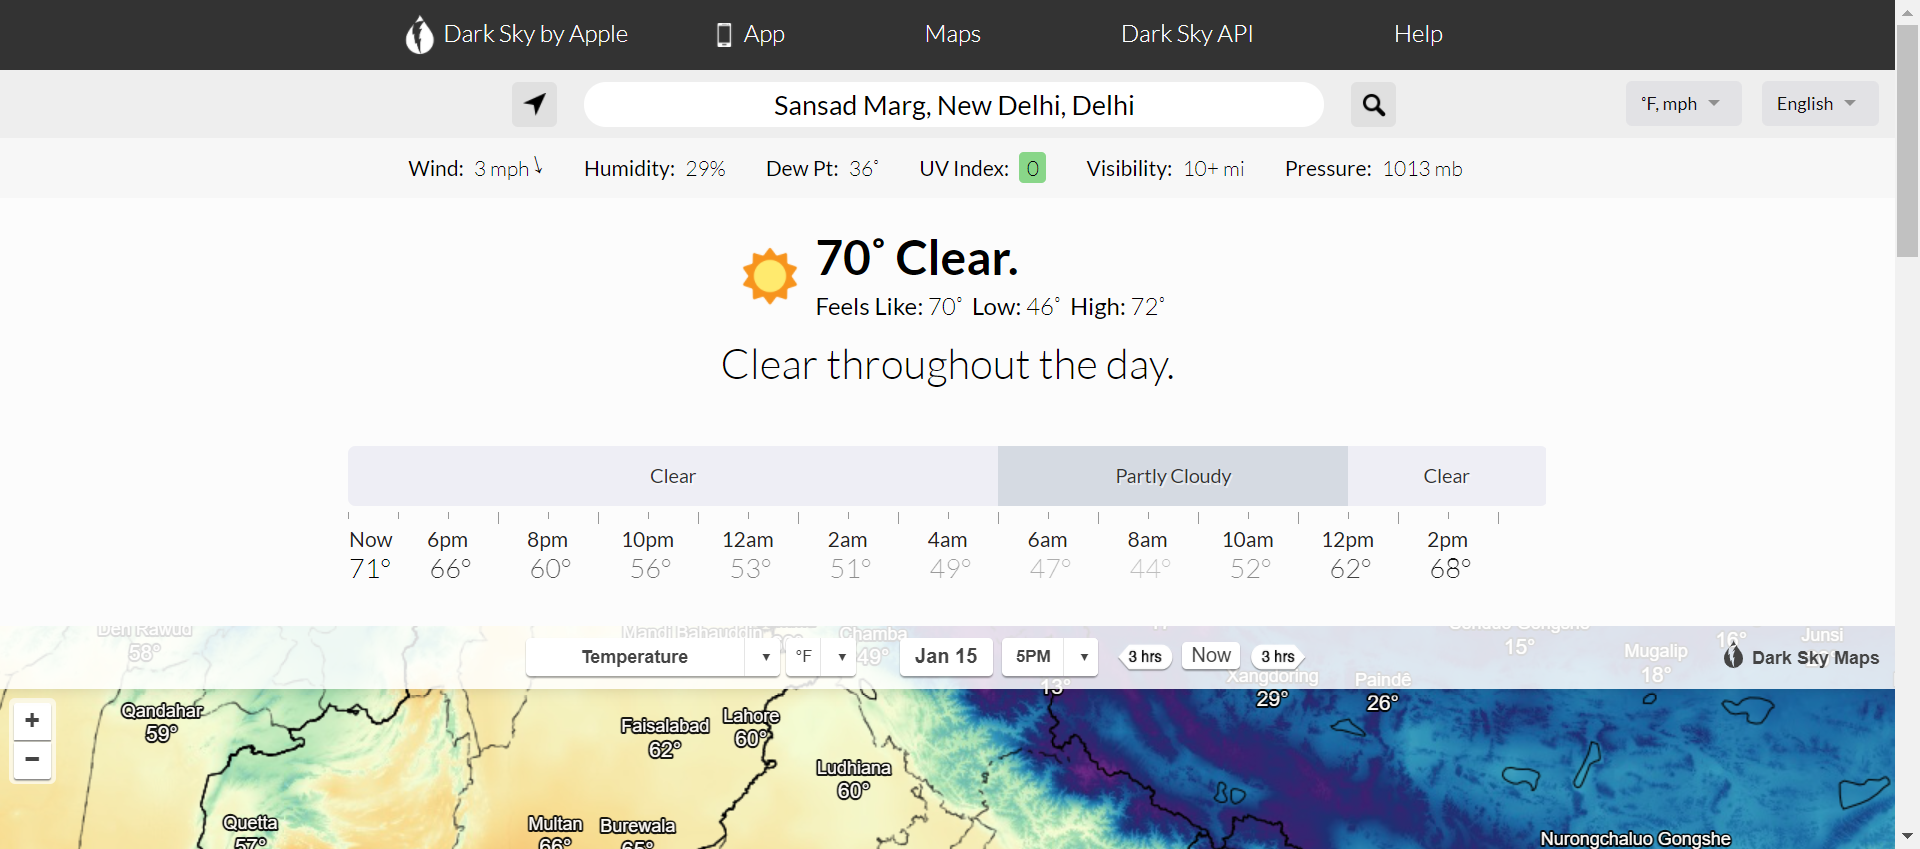 Dark Sky by Apple App Maps Dark Sky API Help
Sansad Marg, New Delhi, Delhi
˚F, mph English
Wind: 3 mph Humidity: 29% Dew Pt: 36˚ UV Index: 0 Visibility: 10+ mi Pressure: 1013 mb
70˚ Clear.
Feels Like: 70˚ Low: 46˚ High: 72˚
Clear throughout the day.
Clear Partly Cloudy Clear
Now 6pm 8pm 10pm 12am 2am 4am 6am 8am 10am 12pm 2pm
71° 66° 60° 56° 53° 51° 49° 47° 44° 52° 62° 68°
Temperature °F Jan 15 5PM 3 hrs Now 3 hrs Dark Sky Maps
Chamba
49°
15°
16°
Junsi
Mugalip
18°
58°
13°
Xangdoring
29°
Paindê
26°
+
−
Qandahar
59°
Faisalabad
62°
Lahore
60°
Ludhiana
60°
Quetta
57°
Multan
66°
Burewala
65°
Nurongchaluo Gongshe